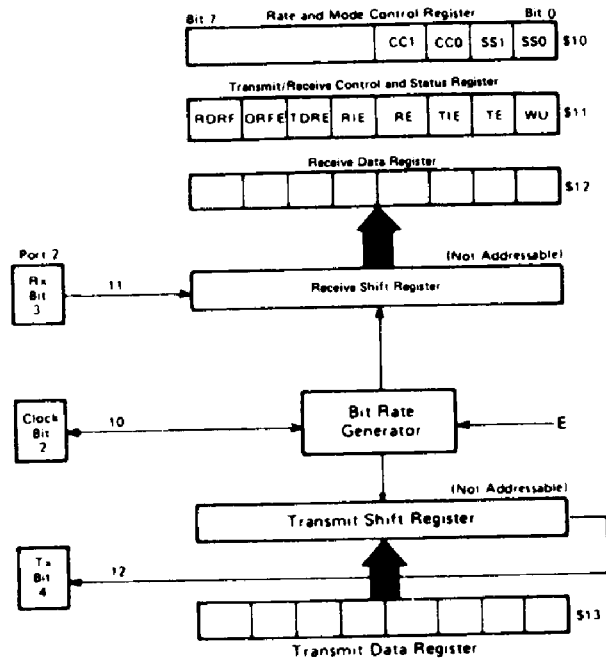 Bit 7 Rate and Mode Control Register Bit 0
CC1 CC0 SS1 SS0 $10
Transmit/Receive Control and Status Register
RDRF ORFE TDRE RIE RE TIE TE WU $11
Receive Data Register
$12
Port 2
(Not Addressable)
Rx
Bit
3
11
Receive Shift Register
Clock
Bit
2
10
Bit Rate
Generator
E
(Not Addressable)
Transmit Shift Register
Tx
Bit
4
12
$13
Transmit Data Register